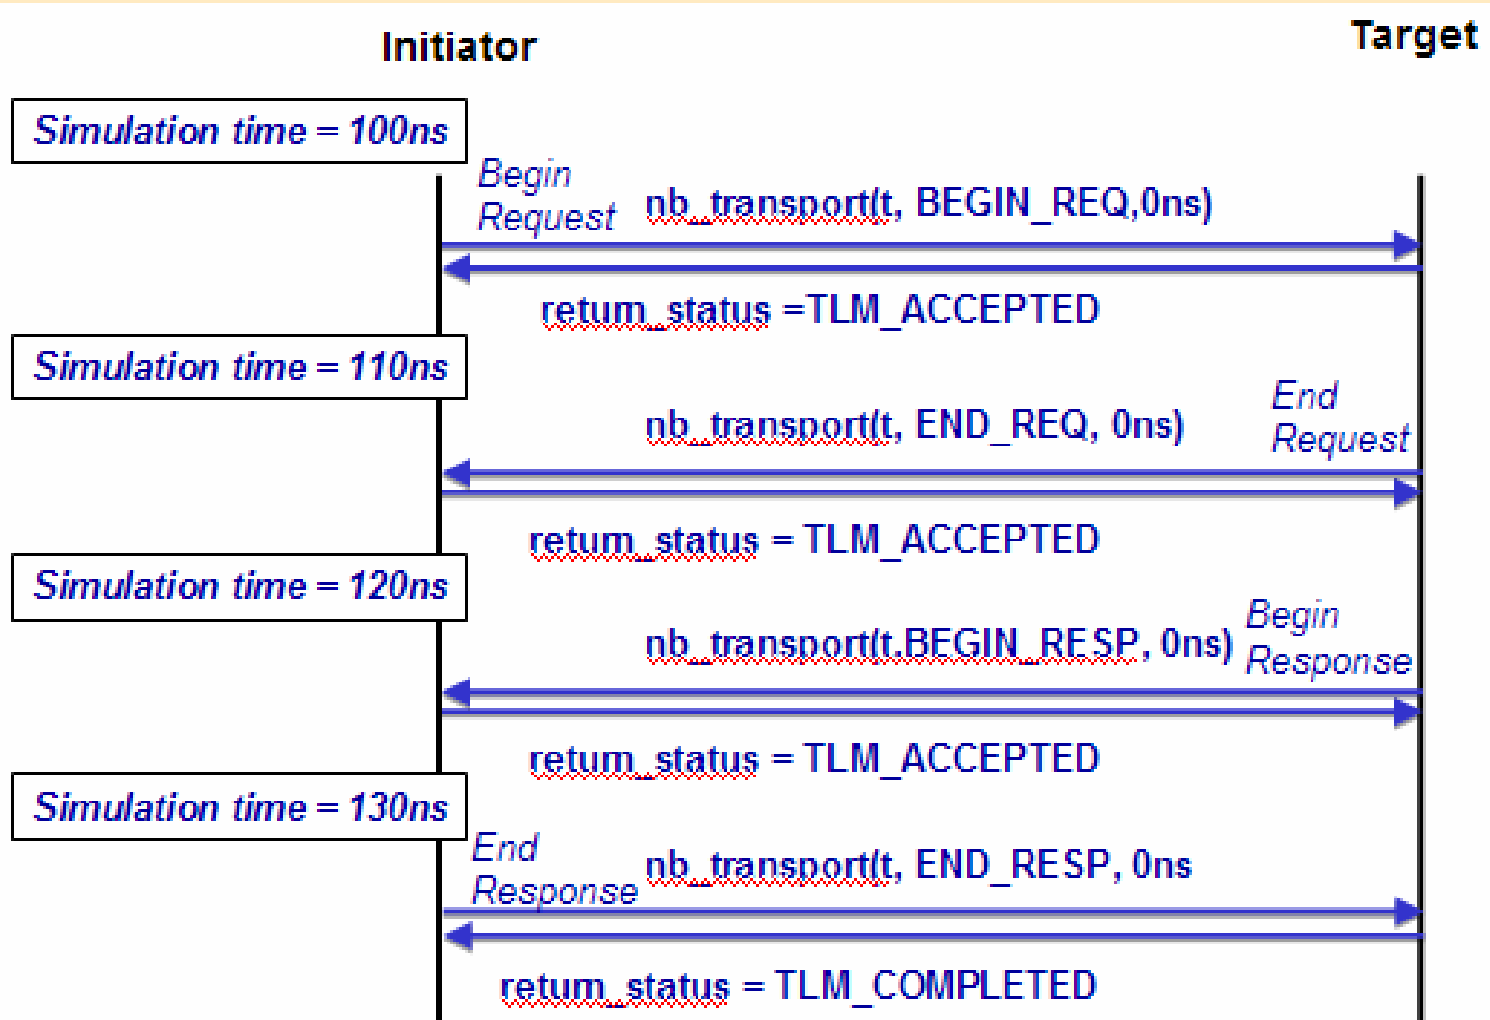 Initiator
Target
Simulation time = 100ns
Begin
Request
nb_transport(t, BEGIN_REQ,0ns)
return_status =TLM_ACCEPTED
Simulation time = 110ns
End
Request
nb_transport(t, END_REQ, 0ns)
return_status = TLM_ACCEPTED
Simulation time = 120ns
Begin
Response
nb_transport(t.BEGIN_RESP, 0ns)
return_status = TLM_ACCEPTED
Simulation time = 130ns
End
Response
nb_transport(t, END_RESP, 0ns
return_status = TLM_COMPLETED